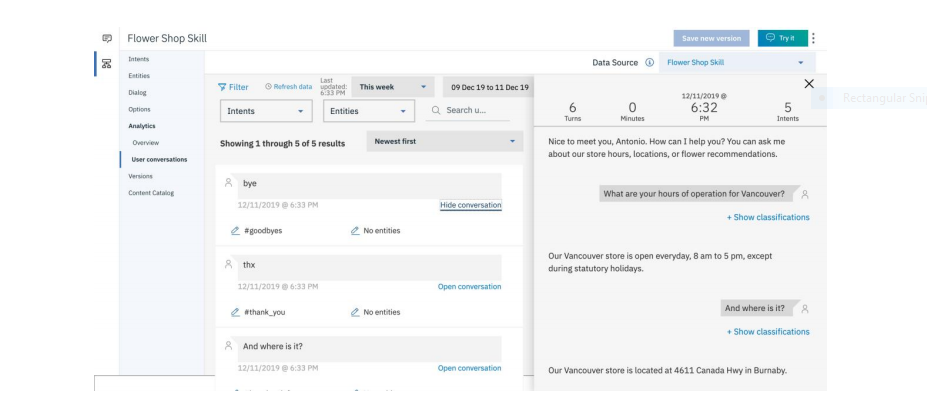 Flower Shop Skill
Save new version
Try it
Intents
Entities
Dialog
Options
Analytics
Overview
User conversations
Versions
Content Catalog
Data Source
Flower Shop Skill
Filter
Refresh data
Last
updated:
6:33 PM
This week
09 Dec 19 to 11 Dec 19
Intents
Entities
Search u...
Showing 1 through 5 of 5 results
Newest first
bye
12/11/2019 @ 6:33 PM
Hide conversation
#goodbyes
No entities
thx
12/11/2019 @ 6:33 PM
Open conversation
#thank_you
No entities
And where is it?
12/11/2019 @ 6:33 PM
Open conversation
6
Turns
0
Minutes
12/11/2019 @
6:32
PM
5
Intents
Nice to meet you, Antonio. How can I help you? You can ask me
about our store hours, locations, or flower recommendations.
What are your hours of operation for Vancouver?
+ Show classifications
Our Vancouver store is open everyday, 8 am to 5 pm, except
during statutory holidays.
And where is it?
+ Show classifications
Our Vancouver store is located at 4611 Canada Hwy in Burnaby.
Rectangular Snip